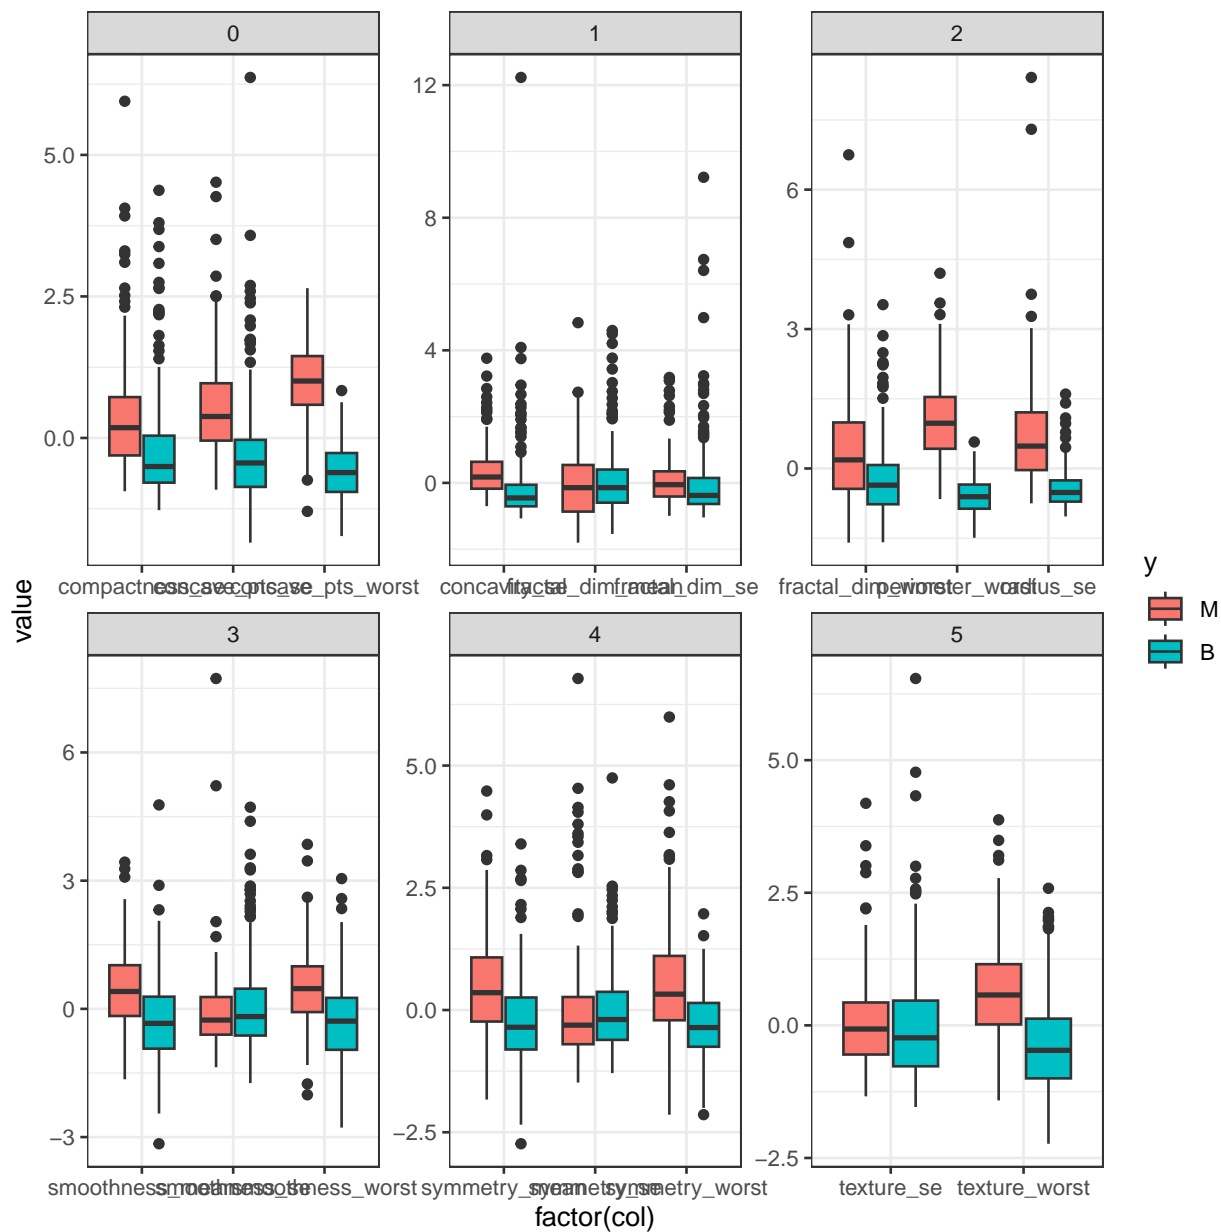 0
1
2
5.0
2.5
0.0
12
8
4
0
6
3
0
compactness_se
concave_pts_se
concave_pts_worst
concavity_se
fractal_dim_mean
fractal_dim_se
fractal_dim_worst
perimeter_worst
radius_se
value
y
M
B
3
4
5
6
3
0
−3
5.0
2.5
0.0
−2.5
5.0
2.5
0.0
−2.5
smoothness_mean
smoothness_se
smoothness_worst
symmetry_mean
symmetry_se
symmetry_worst
texture_se
texture_worst
factor(col)